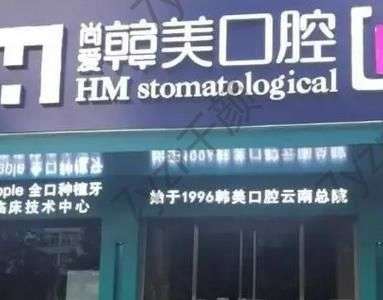 尚爱
韩美口腔
HM stomatological
pple 全口种植牙
临床技术中心
始于1996韩美口腔云南总院